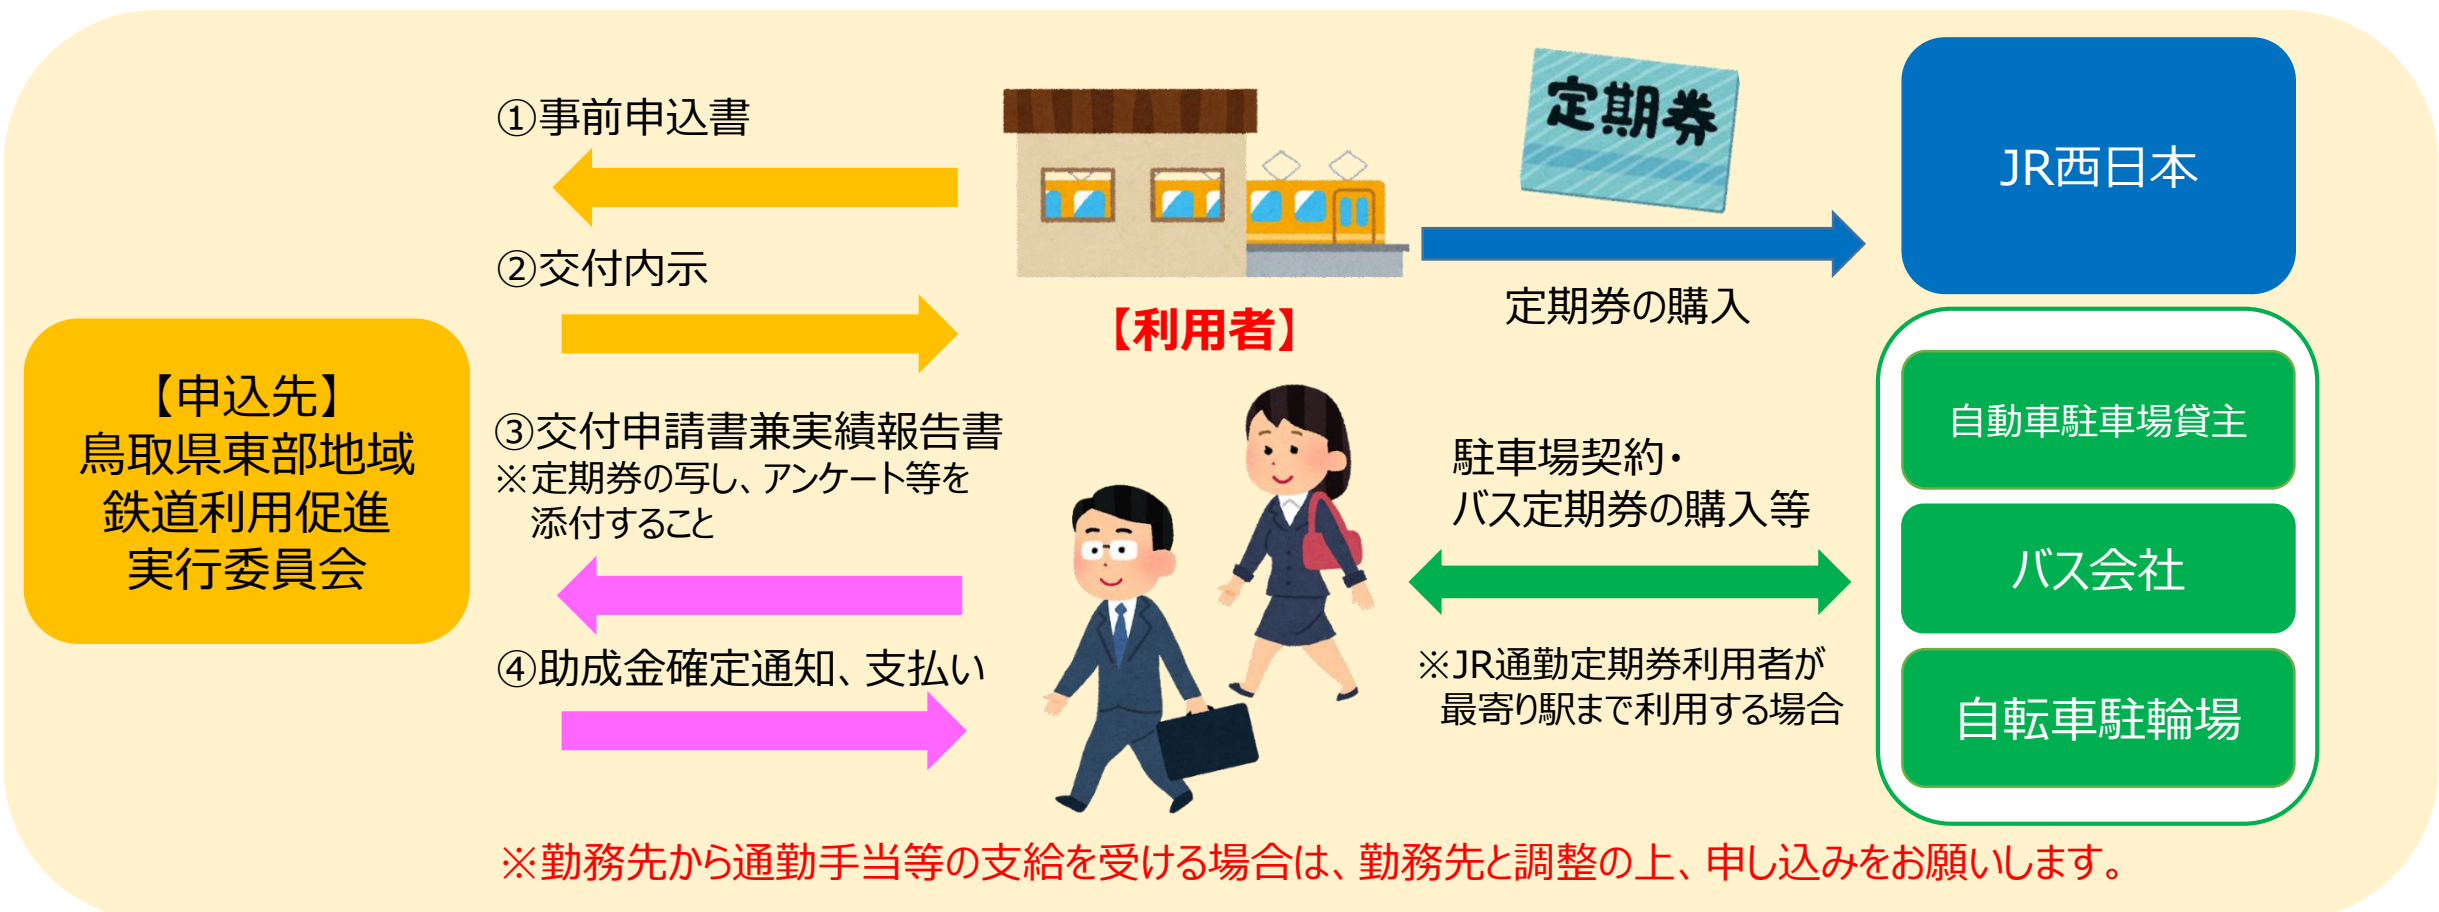 ①事前申込書
②交付内示
【申込先】
鳥取県東部地域
鉄道利用促進
実行委員会
③交付申請書兼実績報告書
※定期券の写し、アンケート等を
添付すること
④助成金確定通知、支払い
【利用者】
定期券
定期券の購入
JR西日本
駐車場契約・
バス定期券の購入等
※JR通勤定期券利用者が
最寄り駅まで利用する場合
自動車駐車場貸主
バス会社
自転車駐輪場
※勤務先から通勤手当等の支給を受ける場合は、勤務先と調整の上、申し込みをお願いします。